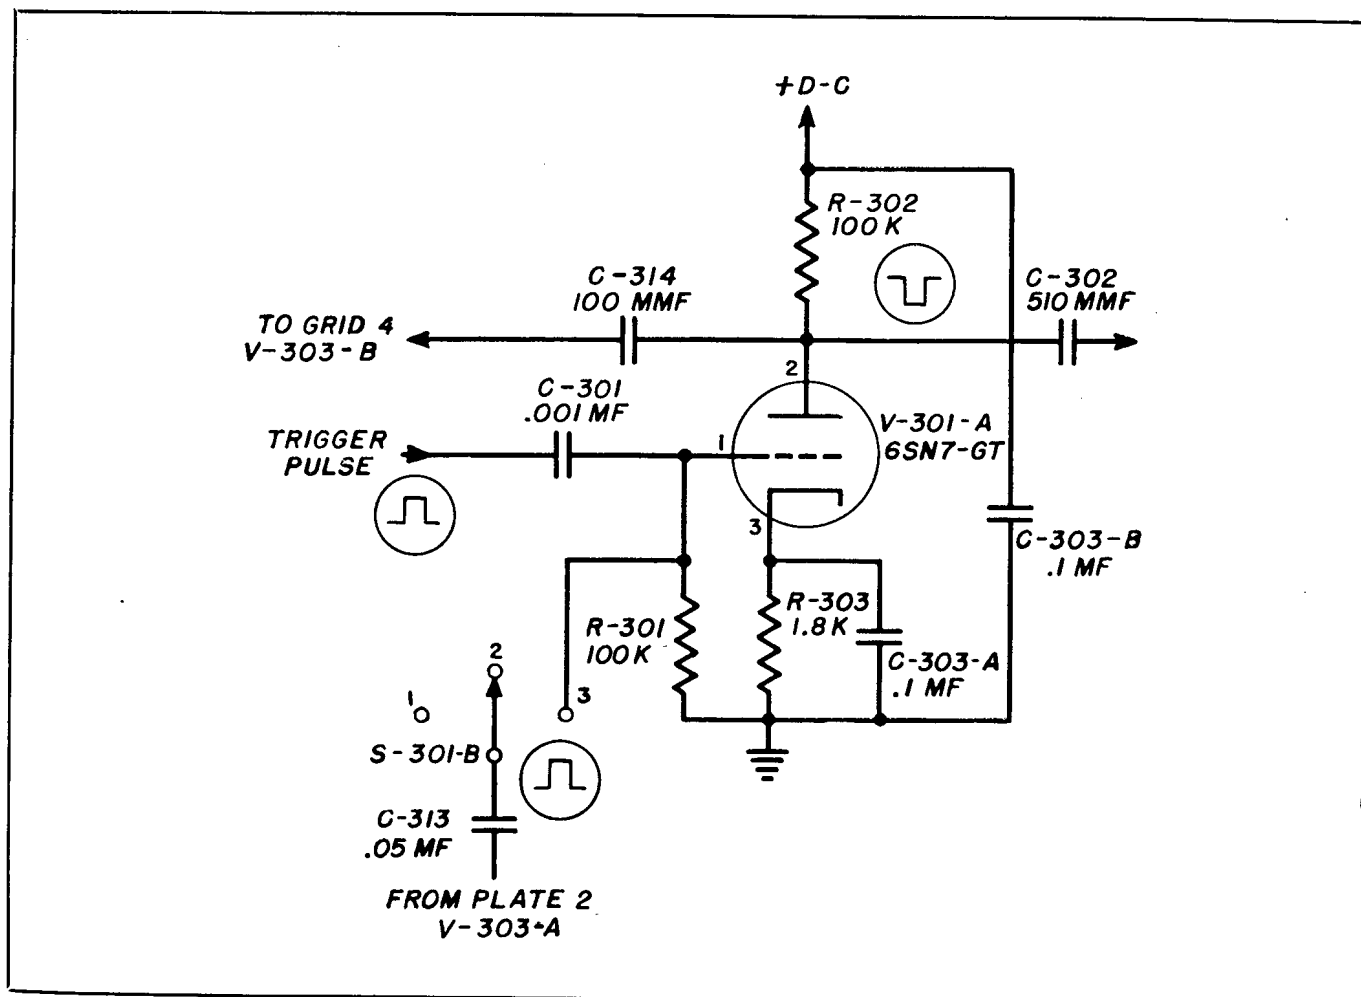 +D-C
R-302
100 K
C-314
100 MMF
C-302
510 MMF
TO GRID 4
V-303-B
2
C-301
.001 MF
V-301-A
6SN7-GT
TRIGGER
PULSE
1
3
C-303-B
.1 MF
R-303
1.8 K
R-301
100 K
C-303-A
.1 MF
2
1
3
S-301-B
C-313
.05 MF
FROM PLATE 2
V-303-A